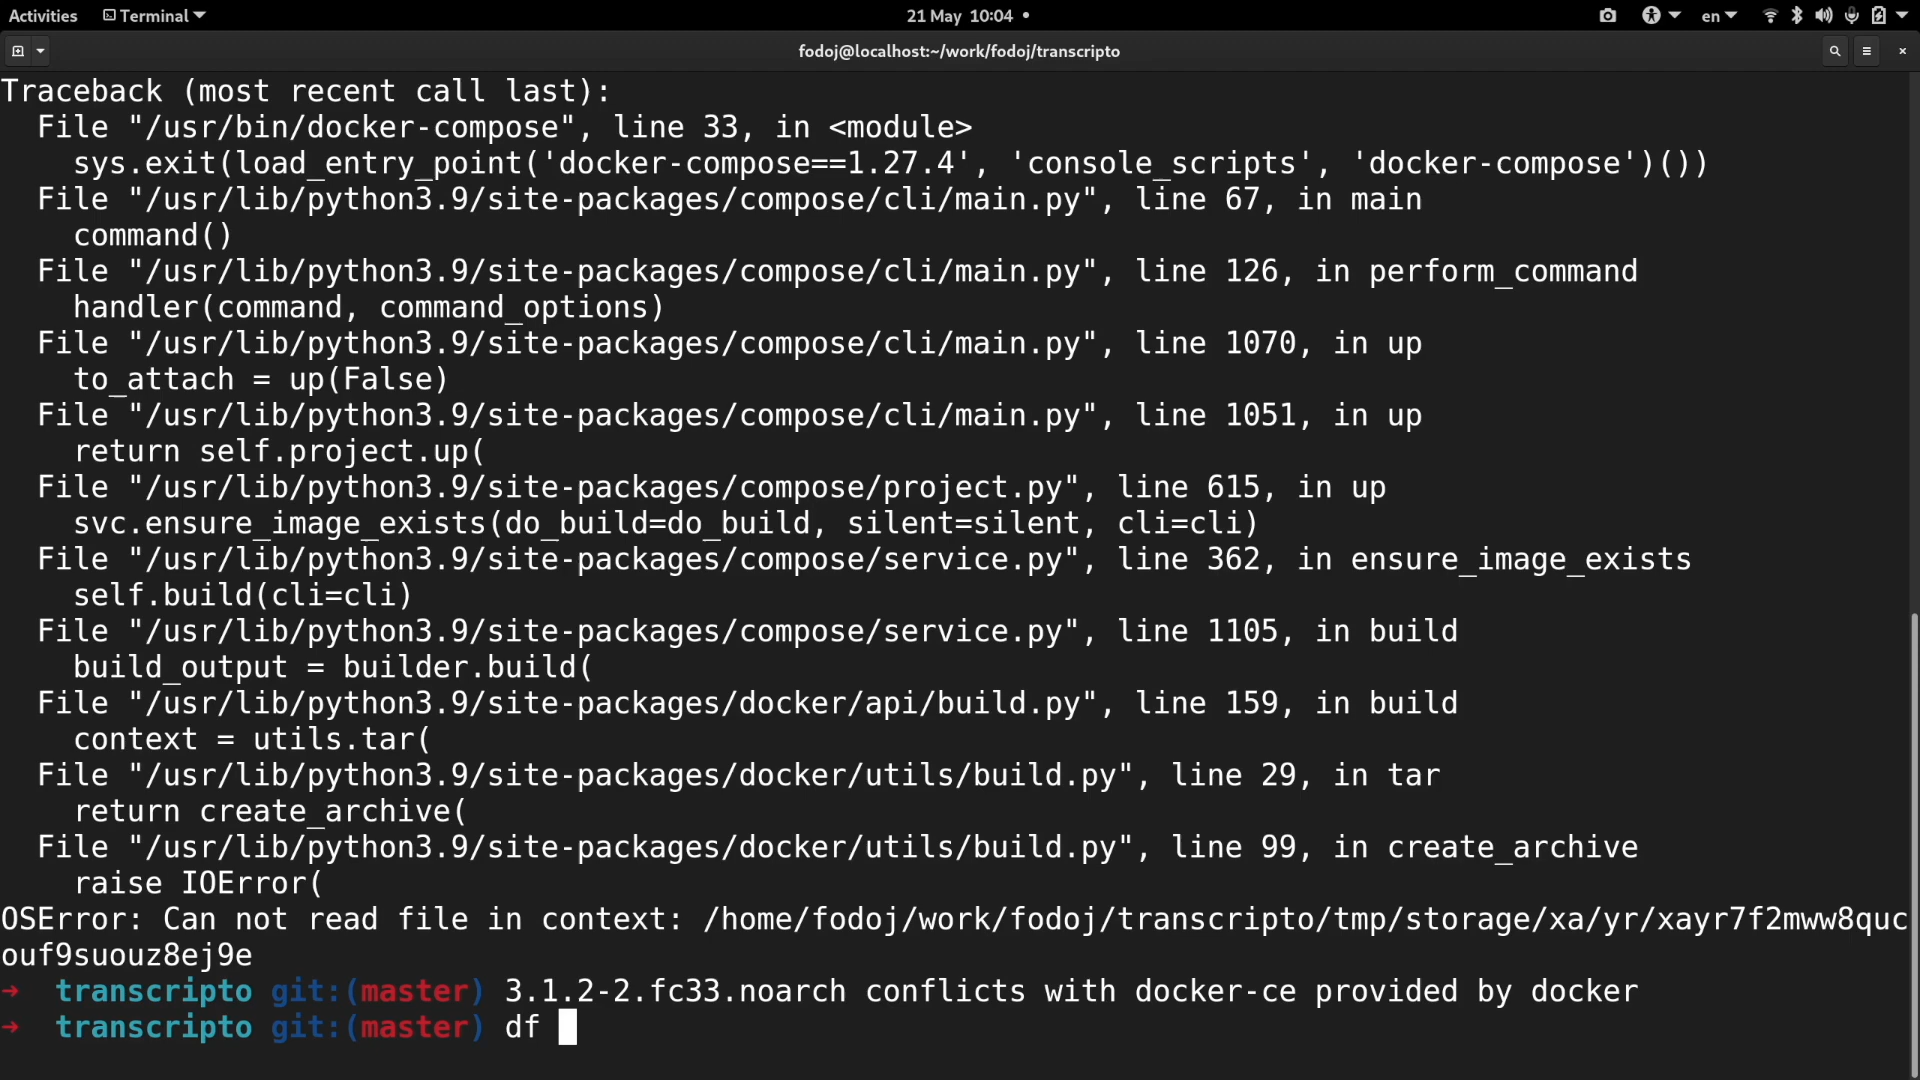 Activities Terminal 21 May 10:04 en
fodoj@localhost:~/work/fodoj/transcripto
Traceback (most recent call last):
  File "/usr/bin/docker-compose", line 33, in <module>
    sys.exit(load_entry_point('docker-compose==1.27.4', 'console_scripts', 'docker-compose')())
  File "/usr/lib/python3.9/site-packages/compose/cli/main.py", line 67, in main
    command()
  File "/usr/lib/python3.9/site-packages/compose/cli/main.py", line 126, in perform_command
    handler(command, command_options)
  File "/usr/lib/python3.9/site-packages/compose/cli/main.py", line 1070, in up
    to_attach = up(False)
  File "/usr/lib/python3.9/site-packages/compose/cli/main.py", line 1051, in up
    return self.project.up(
  File "/usr/lib/python3.9/site-packages/compose/project.py", line 615, in up
    svc.ensure_image_exists(do_build=do_build, silent=silent, cli=cli)
  File "/usr/lib/python3.9/site-packages/compose/service.py", line 362, in ensure_image_exists
    self.build(cli=cli)
  File "/usr/lib/python3.9/site-packages/compose/service.py", line 1105, in build
    build_output = builder.build(
  File "/usr/lib/python3.9/site-packages/docker/api/build.py", line 159, in build
    context = utils.tar(
  File "/usr/lib/python3.9/site-packages/docker/utils/build.py", line 29, in tar
    return create_archive(
  File "/usr/lib/python3.9/site-packages/docker/utils/build.py", line 99, in create_archive
    raise IOError(
OSError: Can not read file in context: /home/fodoj/work/fodoj/transcripto/tmp/storage/xa/yr/xayr7f2mww8quc
ouf9suouz8ej9e
→  transcripto git:(master) 3.1.2-2.fc33.noarch conflicts with docker-ce provided by docker
→  transcripto git:(master) df